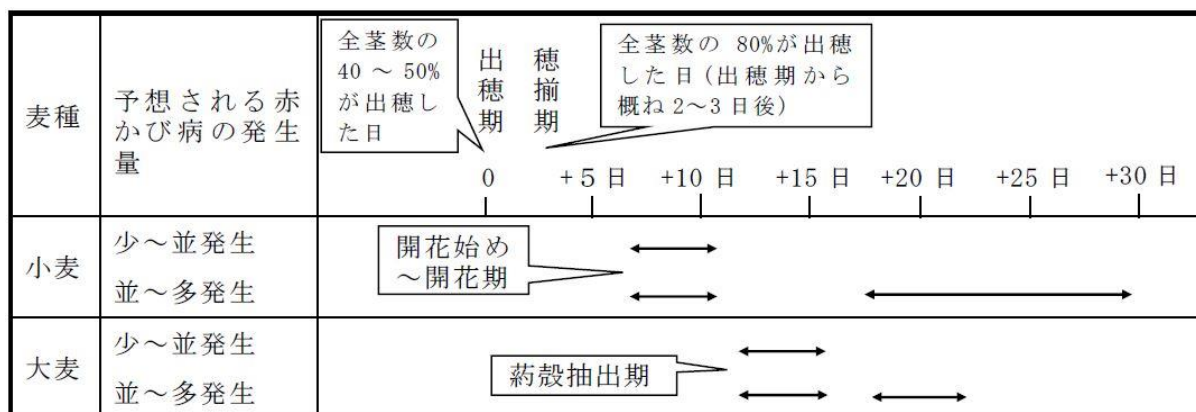 麦種
予想される赤
かび病の発生
量
全茎数の
40 ～ 50%
が出穂し
た日
出穂期
穂揃期
全茎数の 80%が出穂
した日(出穂期から
概ね 2～3 日後)
0 +5 日 +10 日 +15 日 +20 日 +25 日 +30 日
小麦
少～並発生
並～多発生
開花始め
～開花期
大麦
少～並発生
並～多発生
葯殻抽出期